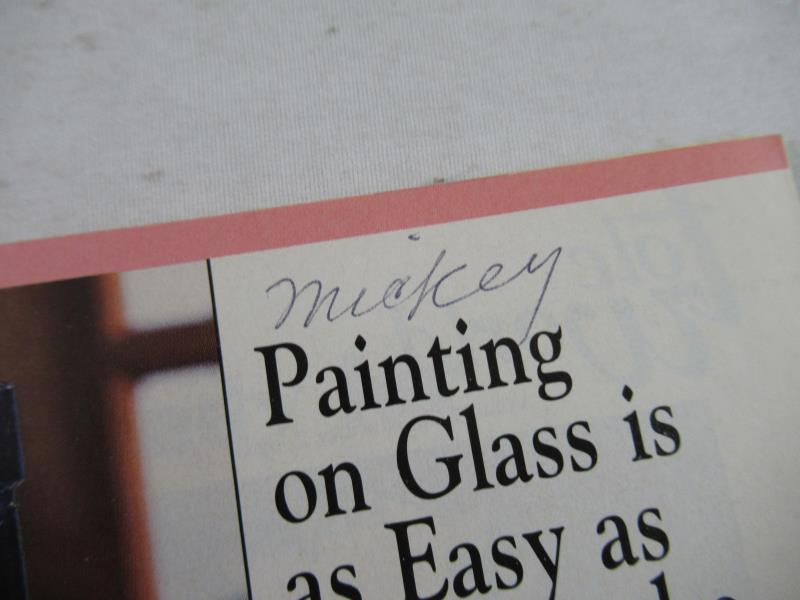 mickey
Painting
on Glass is
as Easy as